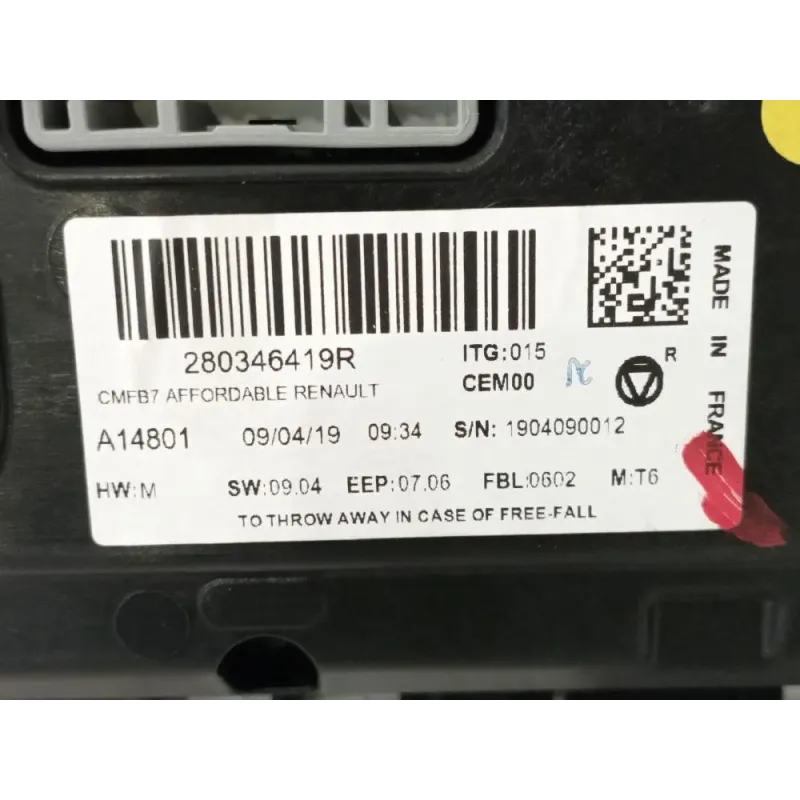 280346419R
ITG:015
CMFB7 AFFORDABLE RENAULT
CEM00
R
A14801 09/04/19 09:34 S/N: 1904090012
HW:M SW:09.04 EEP:07.06 FBL:0602 M:T6
TO THROW AWAY IN CASE OF FREE-FALL
MADE IN FRANCE